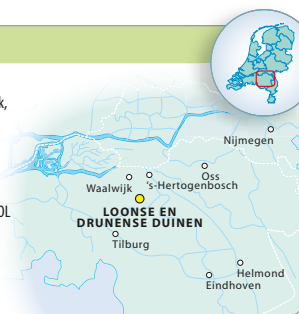 k,
OL
Nijmegen
Oss
Waalwijk
's-Hertogenbosch
LOONSE EN
DRUNENSE DUINEN
Tilburg
Helmond
Eindhoven